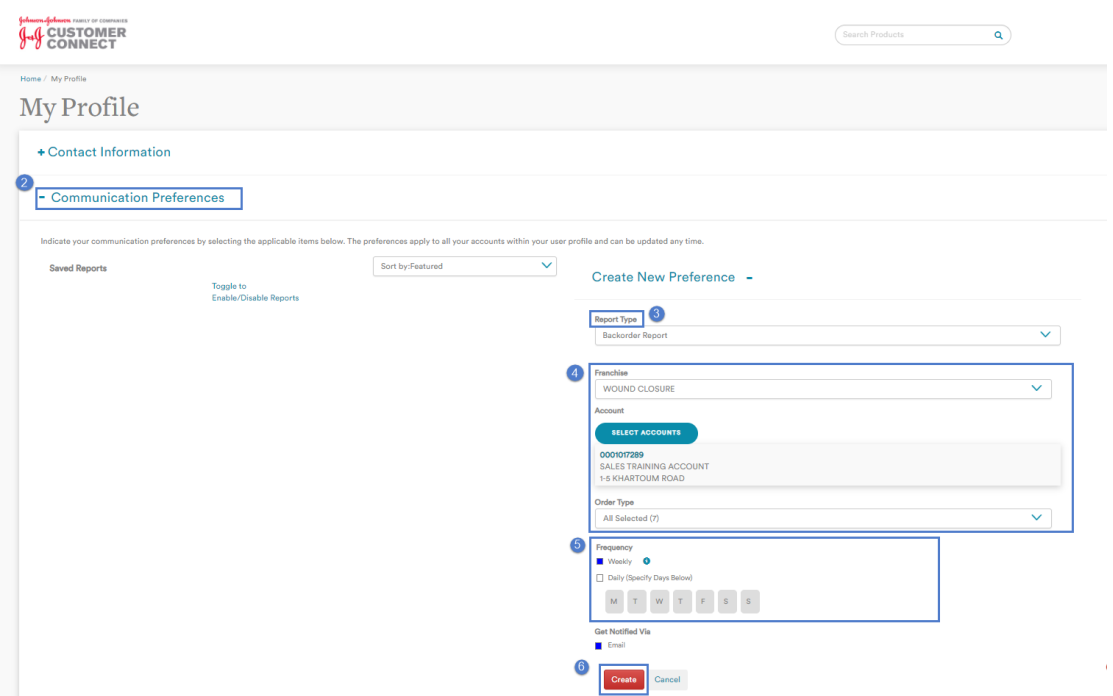 Johnson & Johnson FAMILY OF COMPANIES
J&J CUSTOMER
CONNECT
Search Products
Home / My Profile
My Profile
+ Contact Information
2
- Communication Preferences
Indicate your communication preferences by selecting the applicable items below. The preferences apply to all your accounts within your user profile and can be updated any time.
Saved Reports
Sort by:Featured
Toggle to
Enable/Disable Reports
Create New Preference -
Report Type
3
Backorder Report
4
Franchise
WOUND CLOSURE
Account
SELECT ACCOUNTS
0001017289
SALES TRAINING ACCOUNT
1-5 KHARTOUM ROAD
Order Type
All Selected (7)
5
Frequency
Weekly
Daily (Specify Days Below)
M T W T F S S
Get Notified Via
Email
6
Create Cancel